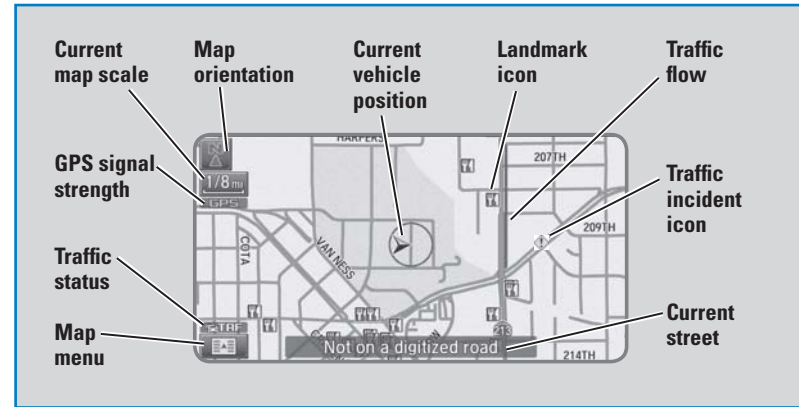 Current
map scale
Map
orientation
Current
vehicle
position
Landmark
icon
Traffic
flow
GPS signal
strength
Traffic
status
Map
menu
Traffic
incident
icon
Current
street
HARPERS
1/8mi
GPS
207TH
209TH
COTA
VAN NESS
TRF
213
Not on a digitized road
214TH